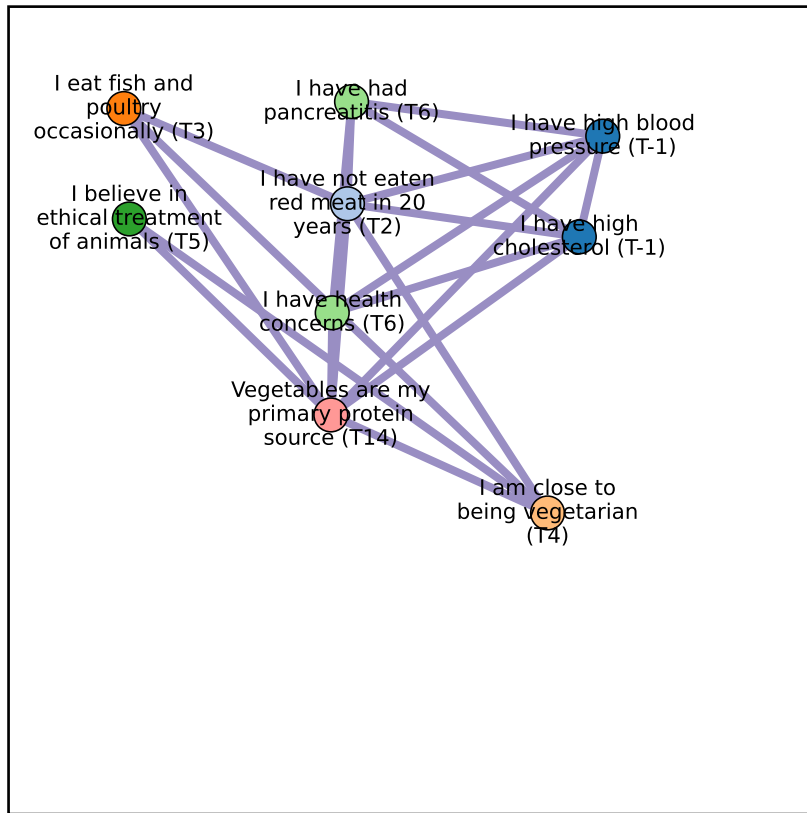 I eat fish and
poultry
occasionally (T3)
I have had
pancreatitis (T6)
I have high blood
pressure (T-1)
I believe in
ethical treatment
of animals (T5)
I have not eaten
red meat in 20
years (T2)
I have high
cholesterol (T-1)
I have health
concerns (T6)
Vegetables are my
primary protein
source (T14)
I am close to
being vegetarian
(T4)